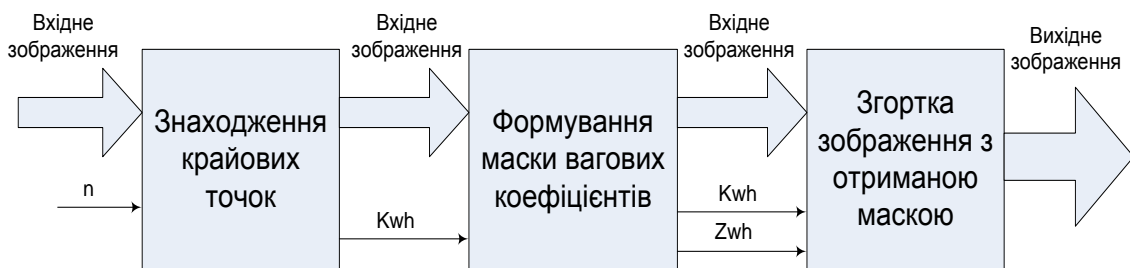 Вхідне
зображення
Знаходження
крайових
точок
n
Вхідне
зображення
Kwh
Формування
маски вагових
коефіцієнтів
Вхідне
зображення
Kwh
Zwh
Згортка
зображення з
отриманою
маскою
Вихідне
зображення